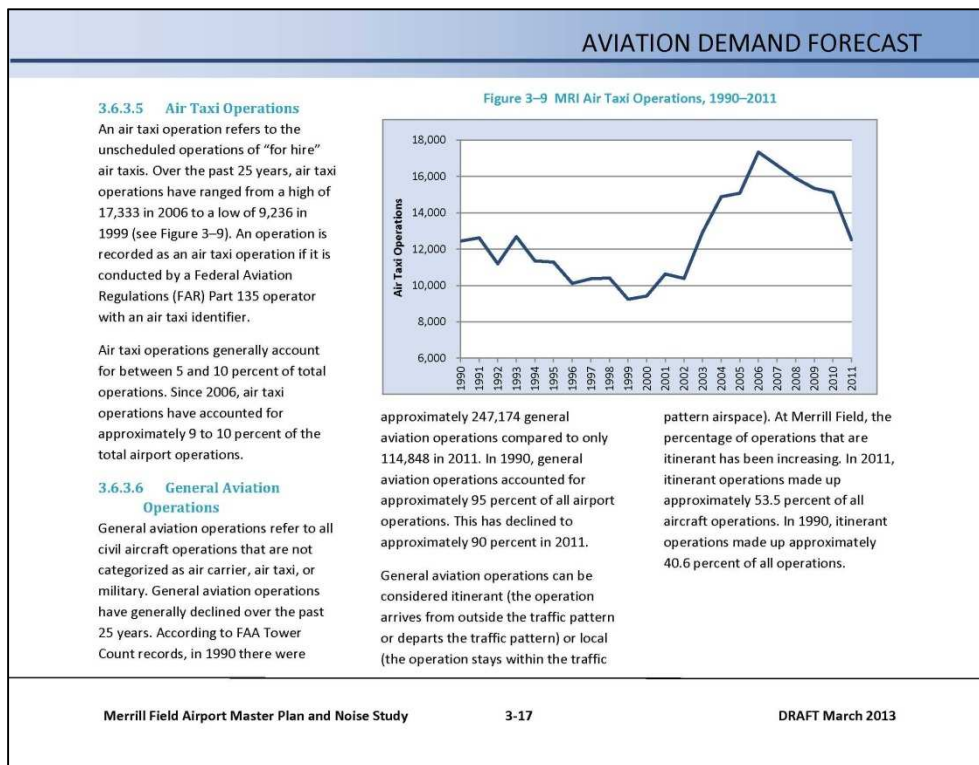 AVIATION DEMAND FORECAST
3.6.3.5 Air Taxi Operations
An air taxi operation refers to the
unscheduled operations of “for hire”
air taxis. Over the past 25 years, air taxi
operations have ranged from a high of
17,333 in 2006 to a low of 9,236 in
1999 (see Figure 3–9). An operation is
recorded as an air taxi operation if it is
conducted by a Federal Aviation
Regulations (FAR) Part 135 operator
with an air taxi identifier.
Air taxi operations generally account
for between 5 and 10 percent of total
operations. Since 2006, air taxi
operations have accounted for
approximately 9 to 10 percent of the
total airport operations.
3.6.3.6 General Aviation
Operations
General aviation operations refer to all
civil aircraft operations that are not
categorized as air carrier, air taxi, or
military. General aviation operations
have generally declined over the past
25 years. According to FAA Tower
Count records, in 1990 there were
Figure 3–9 MRI Air Taxi Operations, 1990–2011
Air Taxi Operations
18,000
16,000
14,000
12,000
10,000
8,000
6,000
1990
1991
1992
1993
1994
1995
1996
1997
1998
1999
2000
2001
2002
2003
2004
2005
2006
2007
2008
2009
2010
2011
approximately 247,174 general
aviation operations compared to only
114,848 in 2011. In 1990, general
aviation operations accounted for
approximately 95 percent of all airport
operations. This has declined to
approximately 90 percent in 2011.
General aviation operations can be
considered itinerant (the operation
arrives from outside the traffic pattern
or departs the traffic pattern) or local
(the operation stays within the traffic
pattern airspace). At Merrill Field, the
percentage of operations that are
itinerant has been increasing. In 2011,
itinerant operations made up
approximately 53.5 percent of all
aircraft operations. In 1990, itinerant
operations made up approximately
40.6 percent of all operations.
Merrill Field Airport Master Plan and Noise Study 3-17 DRAFT March 2013